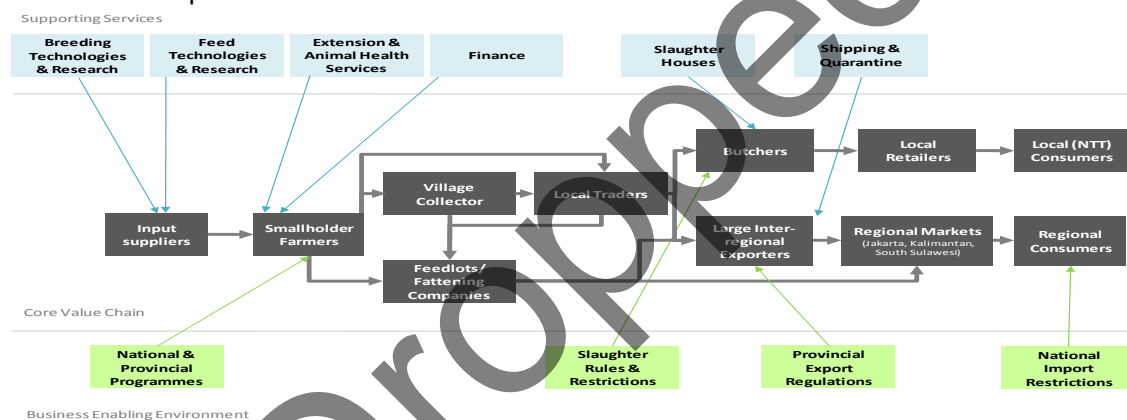 Supporting Services
Breeding
Technologies
& Research
Feed
Technologies
& Research
Extension &
Animal Health
Services
Finance
Slaughter
Houses
Shipping &
Quarantine
Butchers
Local
Retailers
Local (NTT)
Consumers
Village
Collector
Local Traders
Input
suppliers
Smallholder
Farmers
Large Inter-
regional
Exporters
Regional Markets
(Jakarta, Kalimantan,
South Sulawesi)
Regional
Consumers
Feedlots/
Fattening
Companies
Core Value Chain
National &
Provincial
Programmes
Slaughter
Rules &
Restrictions
Provincial
Export
Regulations
National
Import
Restrictions
Business Enabling Environment